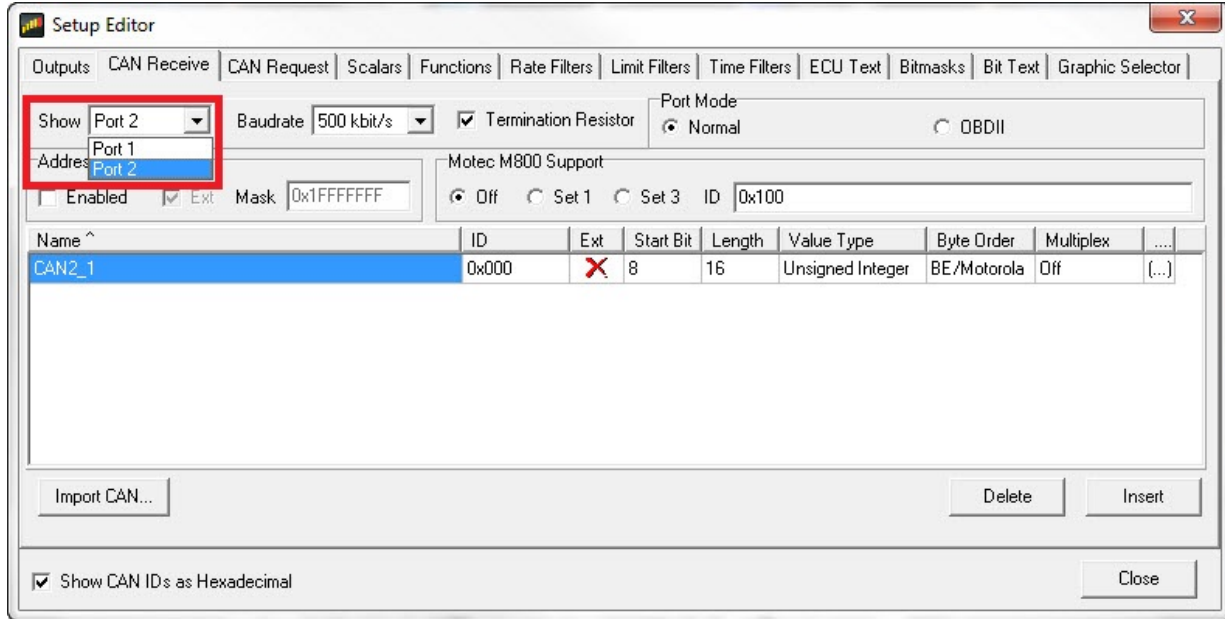 Setup Editor
Outputs CAN Receive CAN Request Scalars Functions Rate Filters Limit Filters Time Filters ECU Text Bitmasks Bit Text Graphic Selector
Show Port 2 Baudrate 500 kbit/s Termination Resistor
Port Mode
Normal OBDII
Port 1
Port 2
Motec M800 Support
Enabled Ext Mask 0x1FFFFFFF Off Set 1 Set 3 ID 0x100
Name ^ ID Ext Start Bit Length Value Type Byte Order Multiplex ....
CAN2_1 0x000 8 16 Unsigned Integer BE/Motorola Off (...)
Import CAN... Delete Insert
Show CAN IDs as Hexadecimal Close